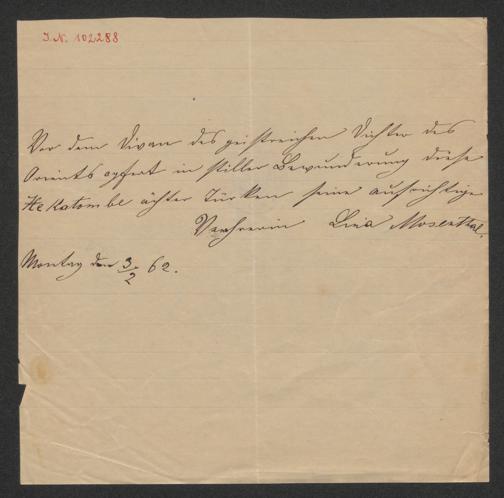 I.N. 102288
Vor dem Divan des geistreichen Dichter des
Orients opfert in stiller Bewunderung diese
Hekatombe ächter Türken seine aufrichtige
Verehrerin Lina Mosenthal.
Montag den 3/2 62.